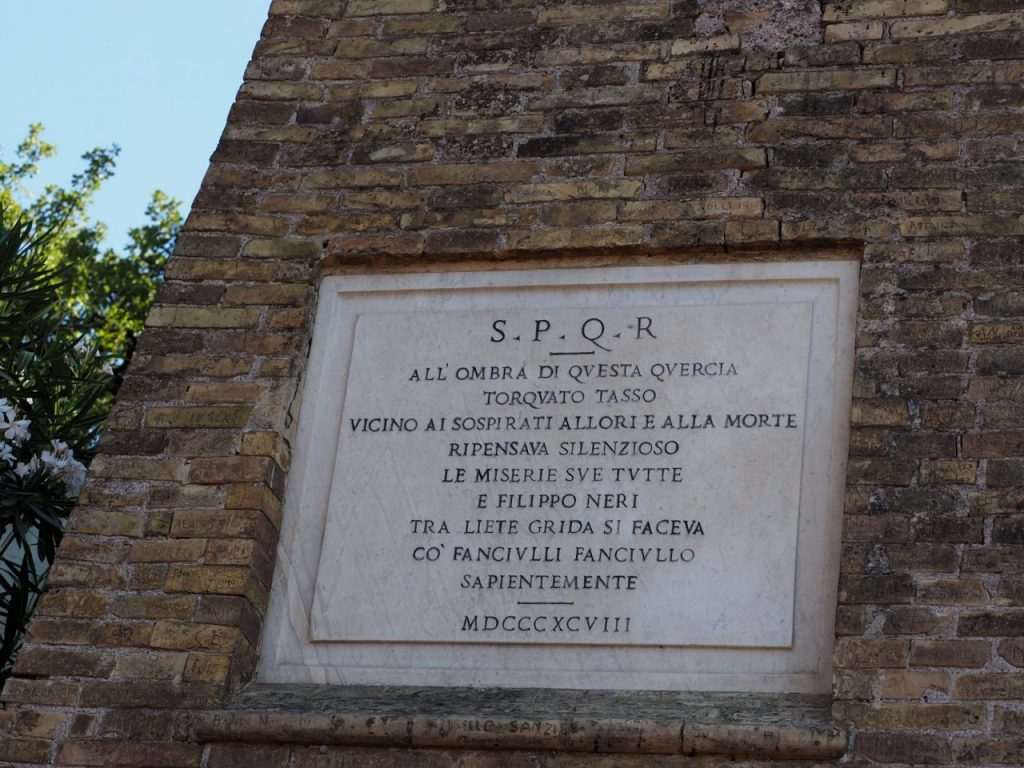 S.P.Q.R
ALL'OMBRA DI QVESTA QVERCIA
TORQVATO TASSO
VICINO AI SOSPIRATI ALLORI E ALLA MORTE
RIPENSAVA SILENZIOSO
LE MISERIE SVE TVTTE
E FILIPPO NERI
TRA LIETE GRIDA SI FACEVA
CO' FANCIVLLI FANCIVLLO
SAPIENTEMENTE
MDCCCXCVIII